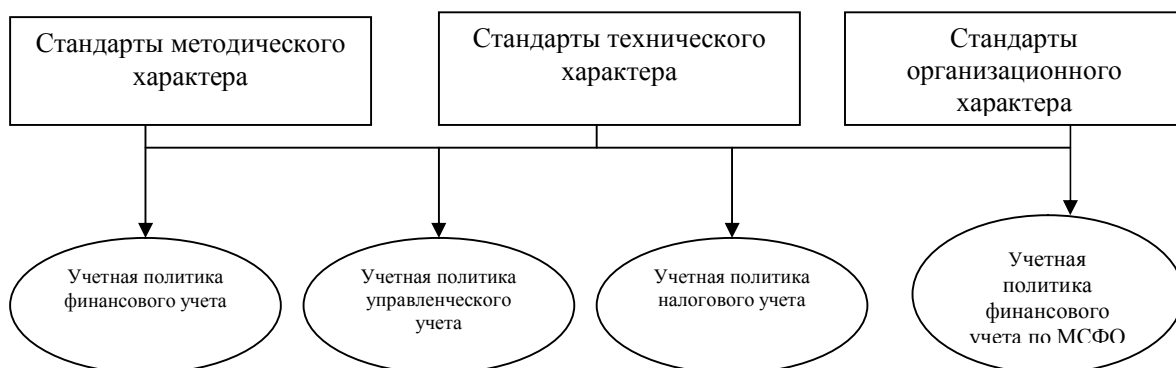 Стандарты методического
характера
Стандарты технического
характера
Стандарты
организационного
характера
Учетная политика
финансового учета
Учетная политика
управленческого
учета
Учетная политика
налогового учета
Учетная
политика
финансового
учета по МСФО